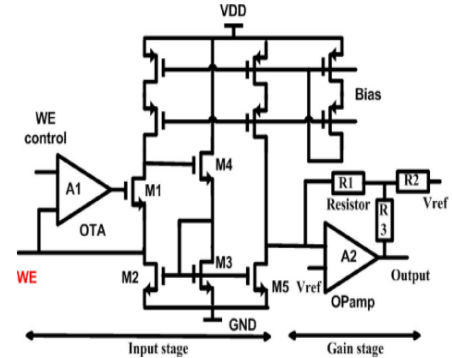 VDD
WE
control
Bias
A1
M1
M4
OTA
R1
R2
Resistor
R
3
Vref
WE
M2
M3
M5
A2
Vref
Output
OPamp
GND
Input stage
Gain stage